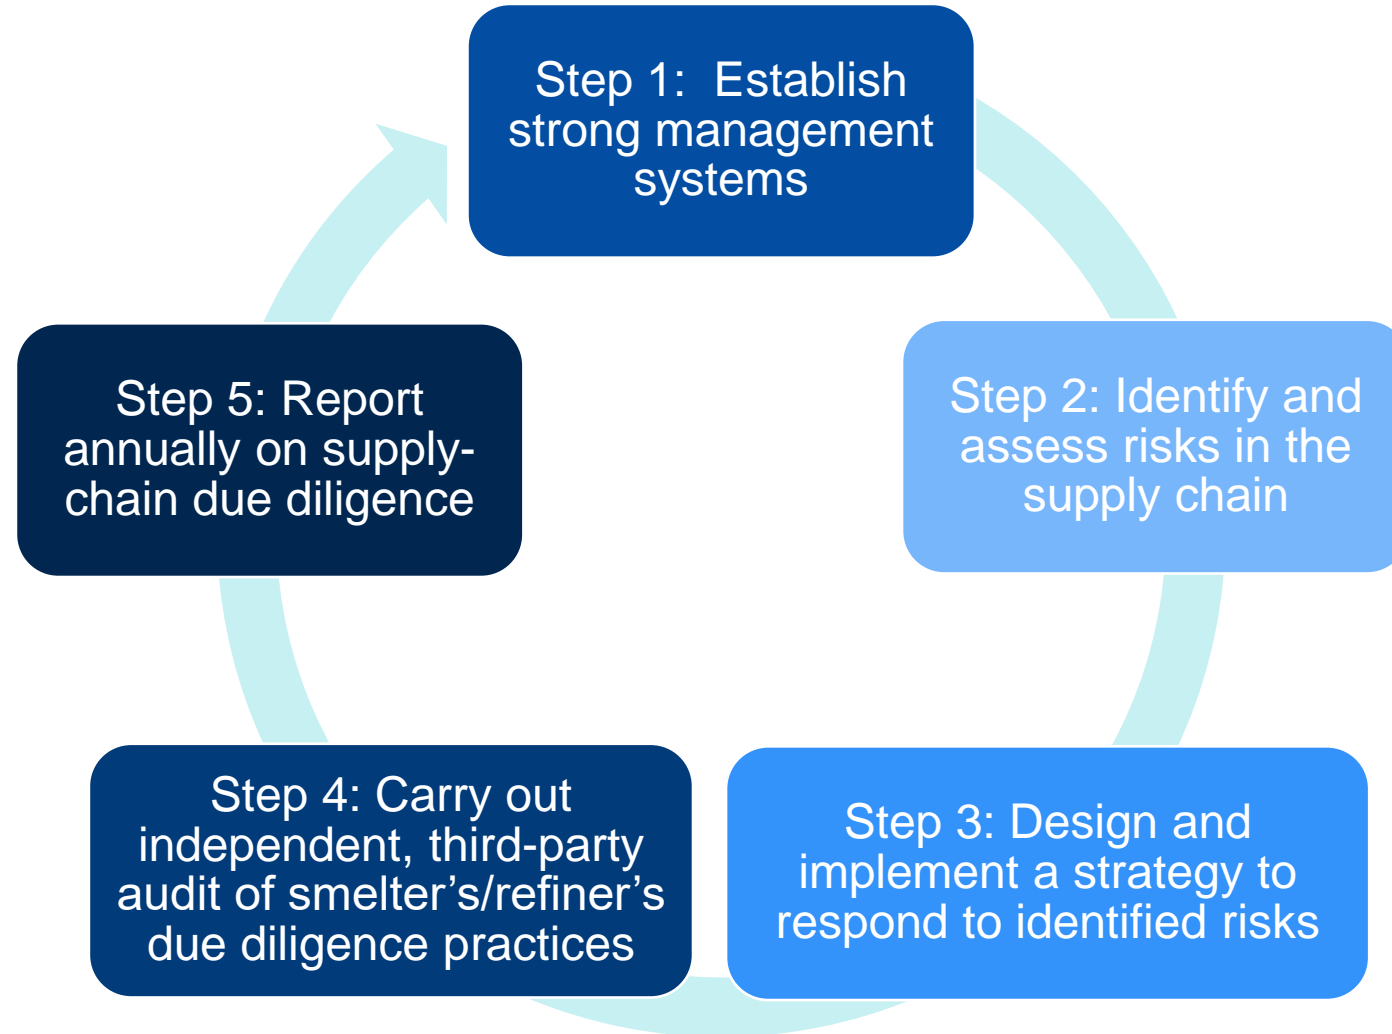 Step 1:  Establish
strong management
systems
Step 2: Identify and
assess risks in the
supply chain
Step 3: Design and
implement a strategy to
respond to identified risks
Step 4: Carry out
independent, third-party
audit of smelter’s/refiner’s
due diligence practices
Step 5: Report
annually on supply-
chain due diligence